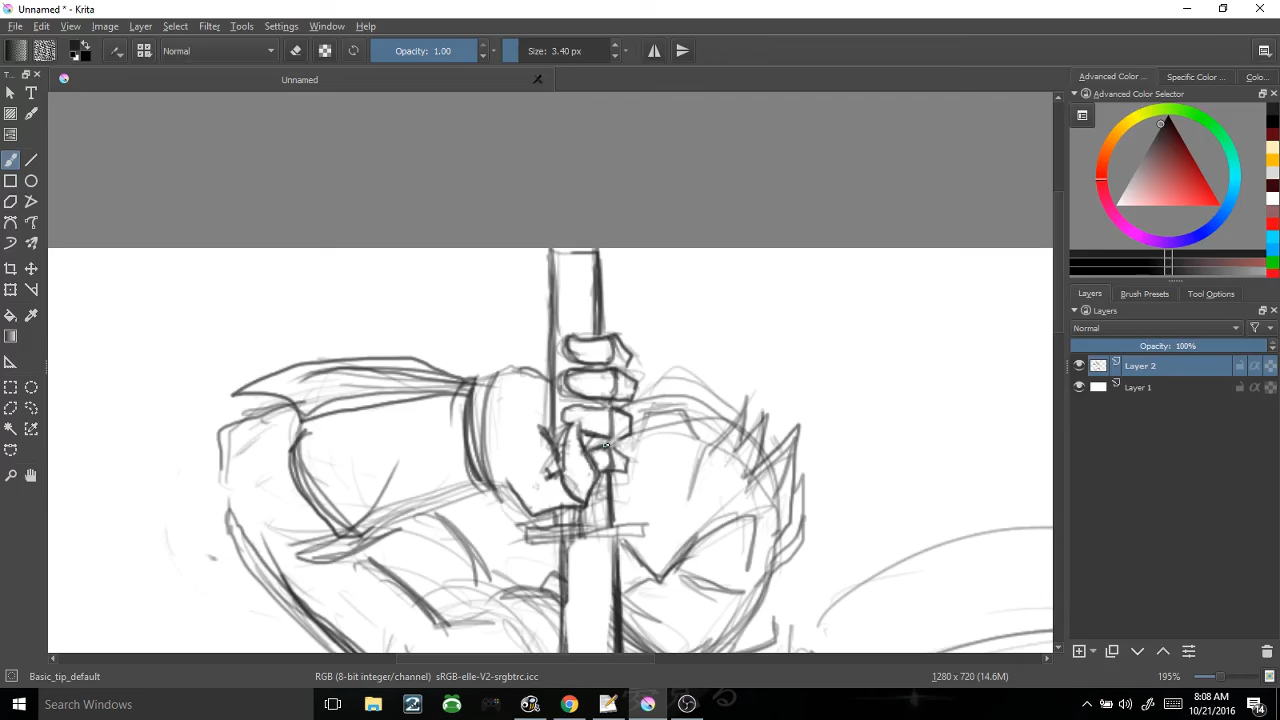 Unnamed * - Krita
File Edit View Image Layer Select Filter Tools Settings Window Help
Normal
Opacity: 1.00
Size: 3.40 px
T...
Unnamed
Advanced Color ...
Specific Color ...
Colo...
Advanced Color Selector
Layers
Brush Presets
Tool Options
Layers
Normal
Opacity: 100%
Layer 2
Layer 1
Basic_tip_default
RGB (8-bit integer/channel) sRGB-elle-V2-srgbtrc.icc
1280 x 720 (14.6M)
195%
Search Windows
8:08 AM
10/21/2016
14